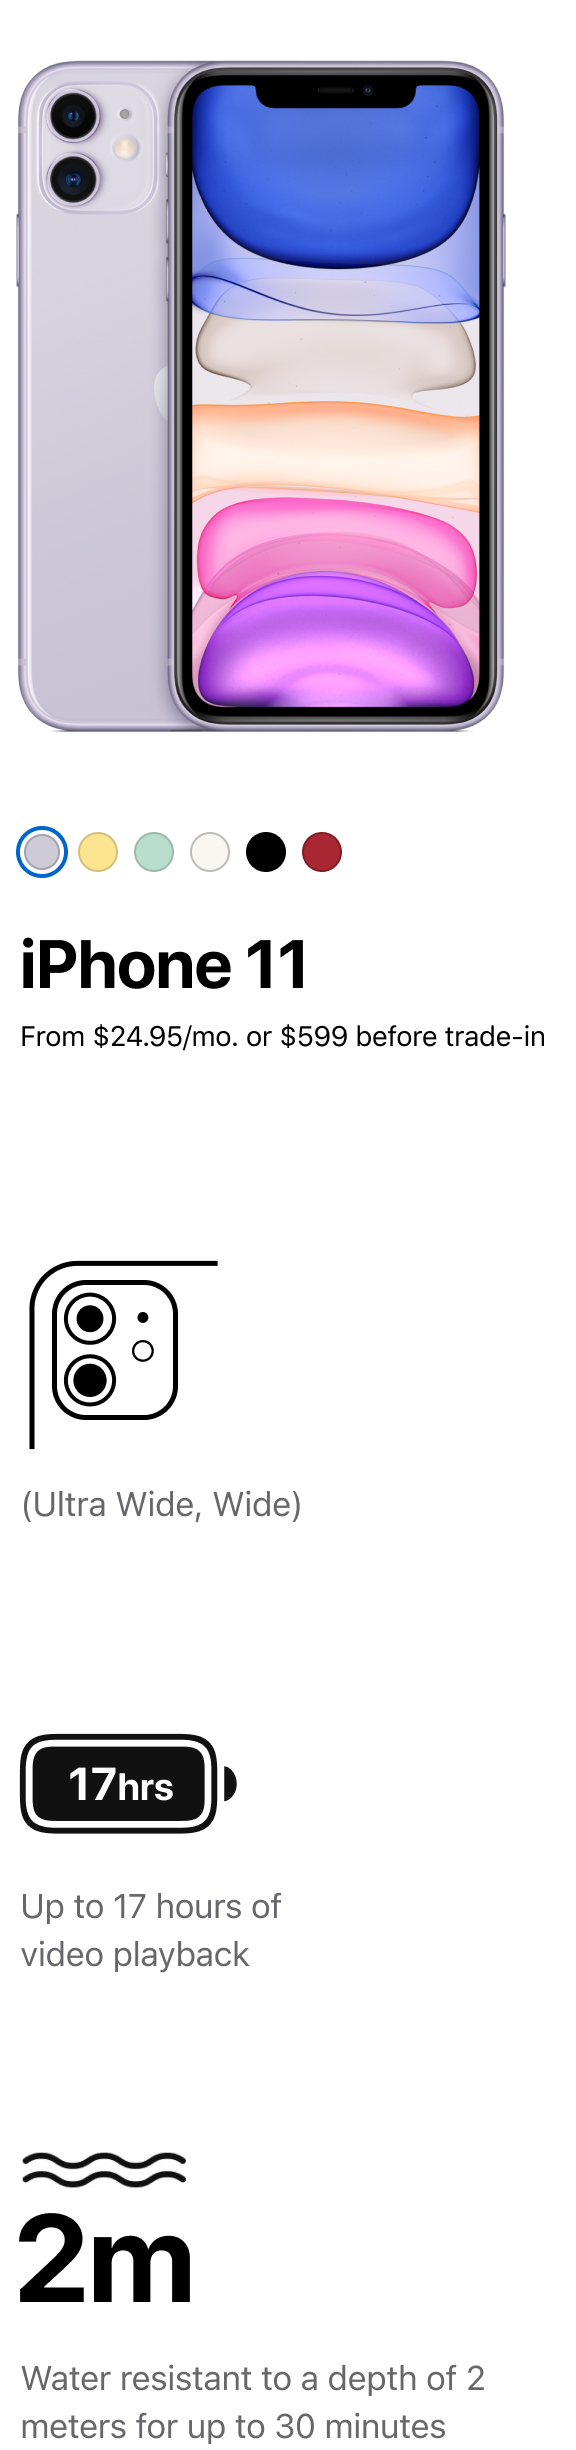 iPhone 11
From $24.95/mo. or $599 before trade-in
(Ultra Wide, Wide)
17hrs
Up to 17 hours of
video playback
2m
Water resistant to a depth of 2
meters for up to 30 minutes